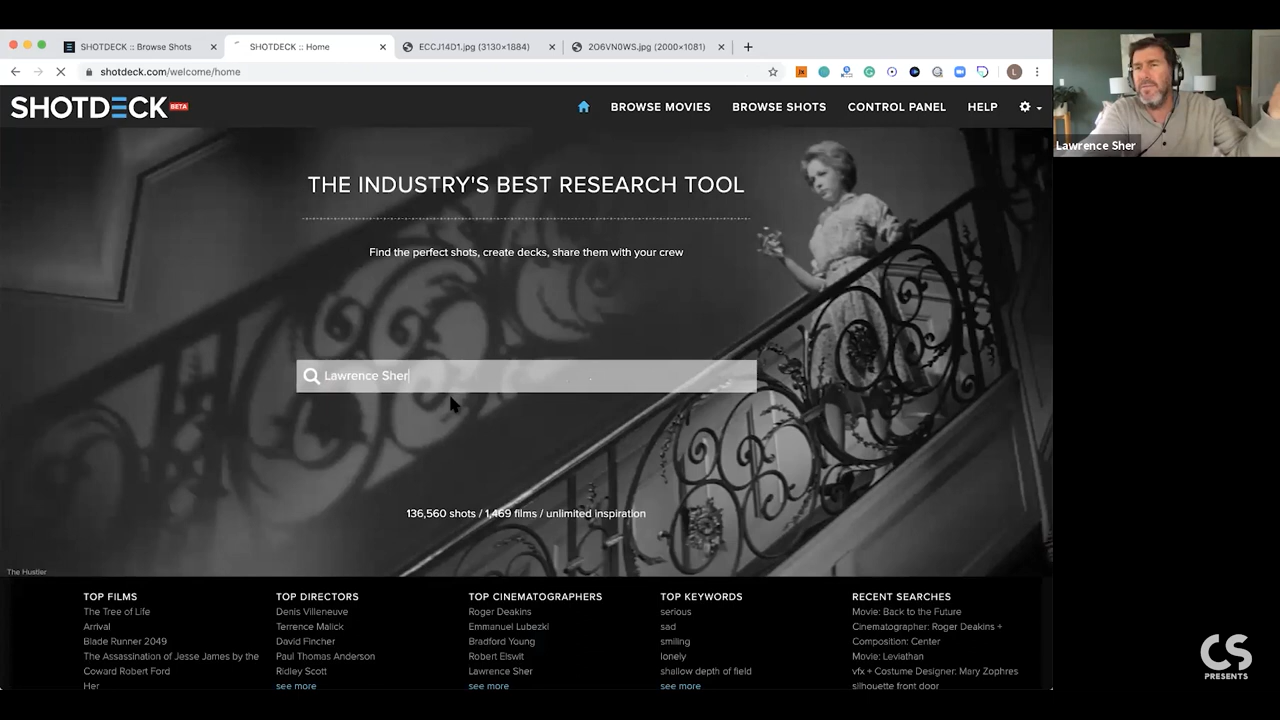 SHOTDECK :: Browse Shots
SHOTDECK :: Home
ECCJ14D1.jpg (3130×1884)
2O6VN0WS.jpg (2000×1081)
shotdeck.com/welcome/home
L
SHOTDECK BETA
BROWSE MOVIES
BROWSE SHOTS
CONTROL PANEL
HELP
Lawrence Sher
THE INDUSTRY'S BEST RESEARCH TOOL
Find the perfect shots, create decks, share them with your crew
Lawrence Sher
136,560 shots / 1,469 films / unlimited inspiration
The Hustler
TOP FILMS
The Tree of Life
Arrival
Blade Runner 2049
The Assassination of Jesse James by the
Coward Robert Ford
Her
TOP DIRECTORS
Denis Villeneuve
Terrence Malick
David Fincher
Paul Thomas Anderson
Ridley Scott
see more
TOP CINEMATOGRAPHERS
Roger Deakins
Emmanuel Lubezki
Bradford Young
Robert Elswit
Lawrence Sher
see more
TOP KEYWORDS
serious
sad
smiling
lonely
shallow depth of field
see more
RECENT SEARCHES
Movie: Back to the Future
Cinematographer: Roger Deakins +
Composition: Center
Movie: Leviathan
vfx + Costume Designer: Mary Zophres
silhouette front door
CS
PRESENTS